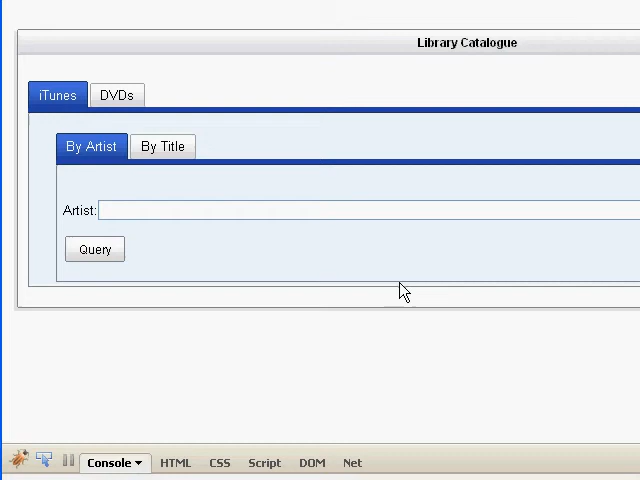 Library Catalogue
iTunes DVDs
By Artist By Title
Artist:
Query
Console HTML CSS Script DOM Net